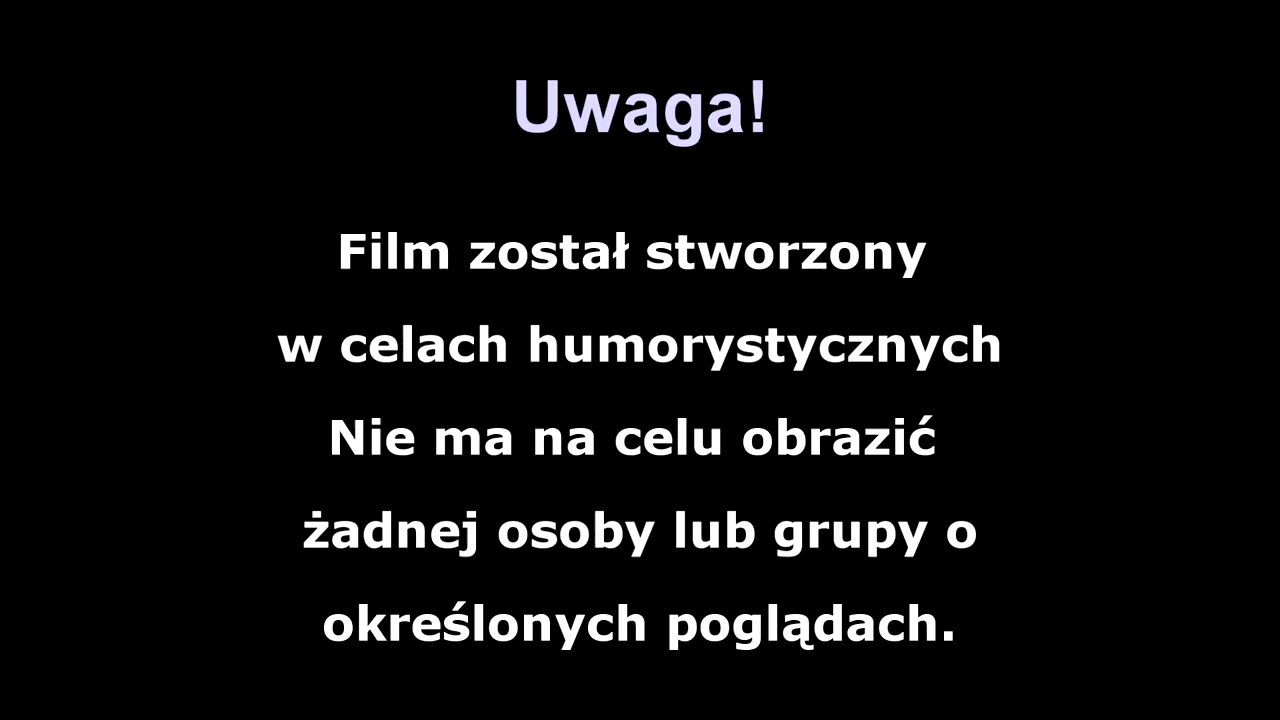 Uwaga!
Film został stworzony
w celach humorystycznych
Nie ma na celu obrazić
żadnej osoby lub grupy o
określonych poglądach.